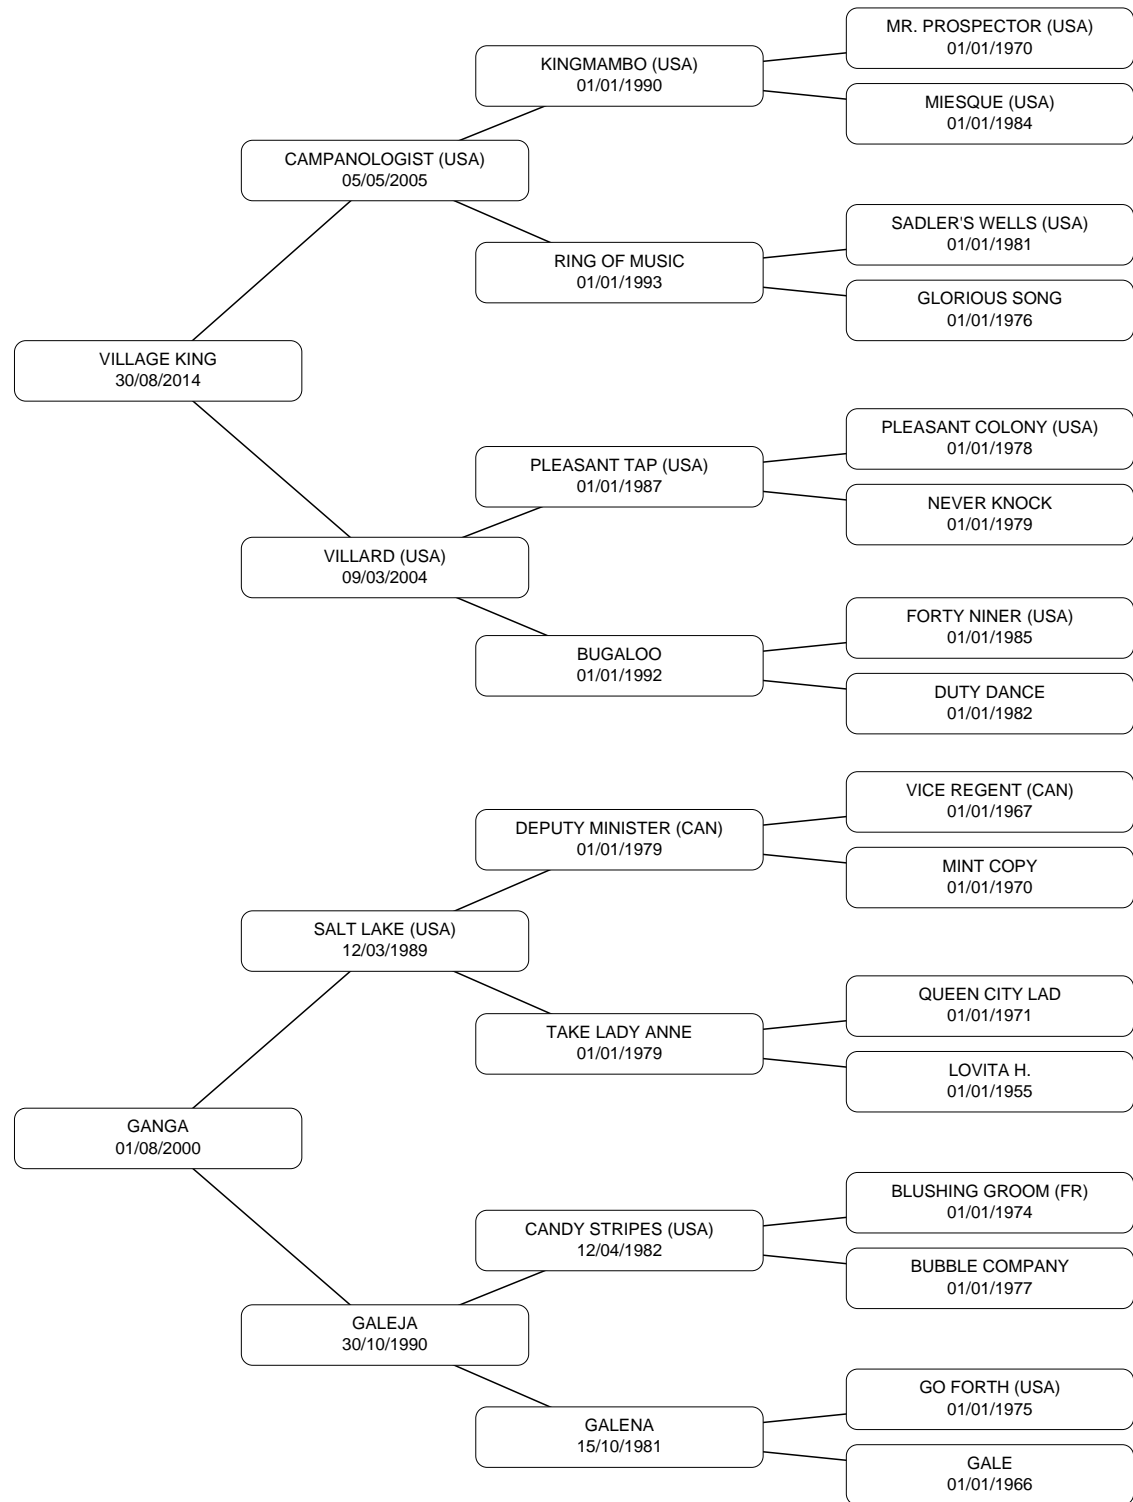 MR. PROSPECTOR (USA)
01/01/1970
KINGMAMBO (USA)
01/01/1990
MIESQUE (USA)
01/01/1984
CAMPANOLOGIST (USA)
05/05/2005
SADLER'S WELLS (USA)
01/01/1981
RING OF MUSIC
01/01/1993
GLORIOUS SONG
01/01/1976
VILLAGE KING
30/08/2014
PLEASANT COLONY (USA)
01/01/1978
PLEASANT TAP (USA)
01/01/1987
NEVER KNOCK
01/01/1979
VILLARD (USA)
09/03/2004
FORTY NINER (USA)
01/01/1985
BUGALOO
01/01/1992
DUTY DANCE
01/01/1982
VICE REGENT (CAN)
01/01/1967
DEPUTY MINISTER (CAN)
01/01/1979
MINT COPY
01/01/1970
SALT LAKE (USA)
12/03/1989
QUEEN CITY LAD
01/01/1971
TAKE LADY ANNE
01/01/1979
LOVITA H.
01/01/1955
GANGA
01/08/2000
BLUSHING GROOM (FR)
01/01/1974
CANDY STRIPES (USA)
12/04/1982
BUBBLE COMPANY
01/01/1977
GALEJA
30/10/1990
GO FORTH (USA)
01/01/1975
GALENA
15/10/1981
GALE
01/01/1966